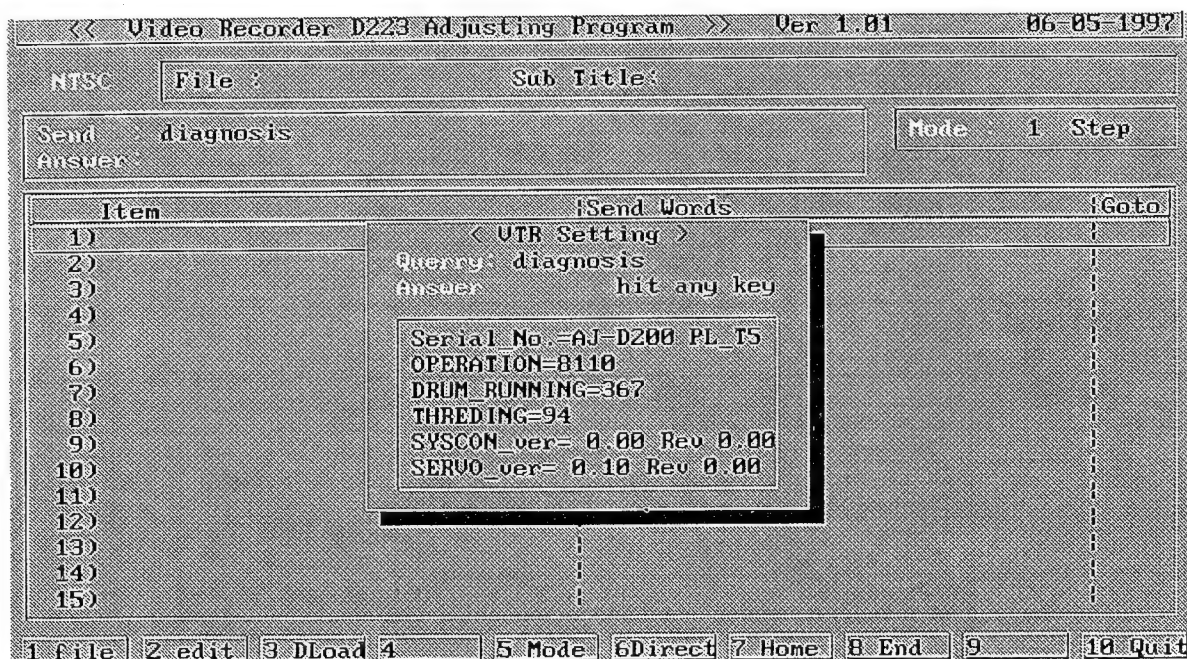 << Video Recorder D223 Adjusting Program >> Ver 1.01 06-05-1997
NTSC File : Sub Title:
Send : diagnosis
Mode : 1 Step
Answer:
Item Send Words Goto
1)
2)
3)
4)
5)
6)
7)
8)
9)
10)
11)
12)
13)
14)
15)
< VTR Setting >
Querry: diagnosis
Answer hit any key
Serial_No.=AJ-D200 PL_T5
OPERATION=8110
DRUM_RUNNING=367
THREDING=94
SYSCON_ver= 0.00 Rev 0.00
SERVO_ver= 0.10 Rev 0.00
1 file 2 edit 3 DLoad 4 5 Mode 6Direct 7 Home 8 End 9 10 Quit